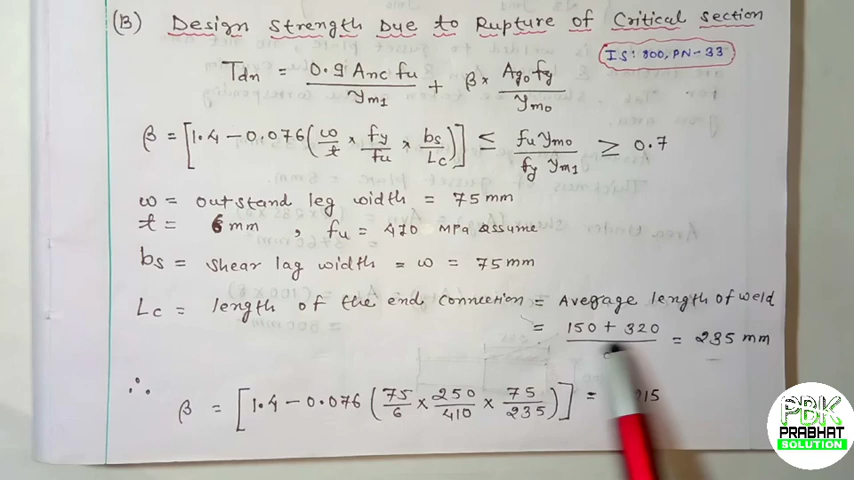 (B) Design Strength Due to Rupture of Critical section
IS: 800, PN-33
Tdn = 0.9 Anc fu / γm1 + β × Ago fy / γm0
β = [1.4 - 0.076 (w/t × fy/fu × bs/Lc)] ≤ fu γm0 / fy γm1 ≥ 0.7
w = outstand leg width = 75 mm
t = 6 mm , fu = 410 MPa assume
bs = shear lag width = w = 75 mm
Lc = length of the end connection = Average length of weld
= 150 + 320 = 235 mm
∴ β = [1.4 - 0.076 (75/6 × 250/410 × 75/235)] =
PBK
PRABHAT
SOLUTION